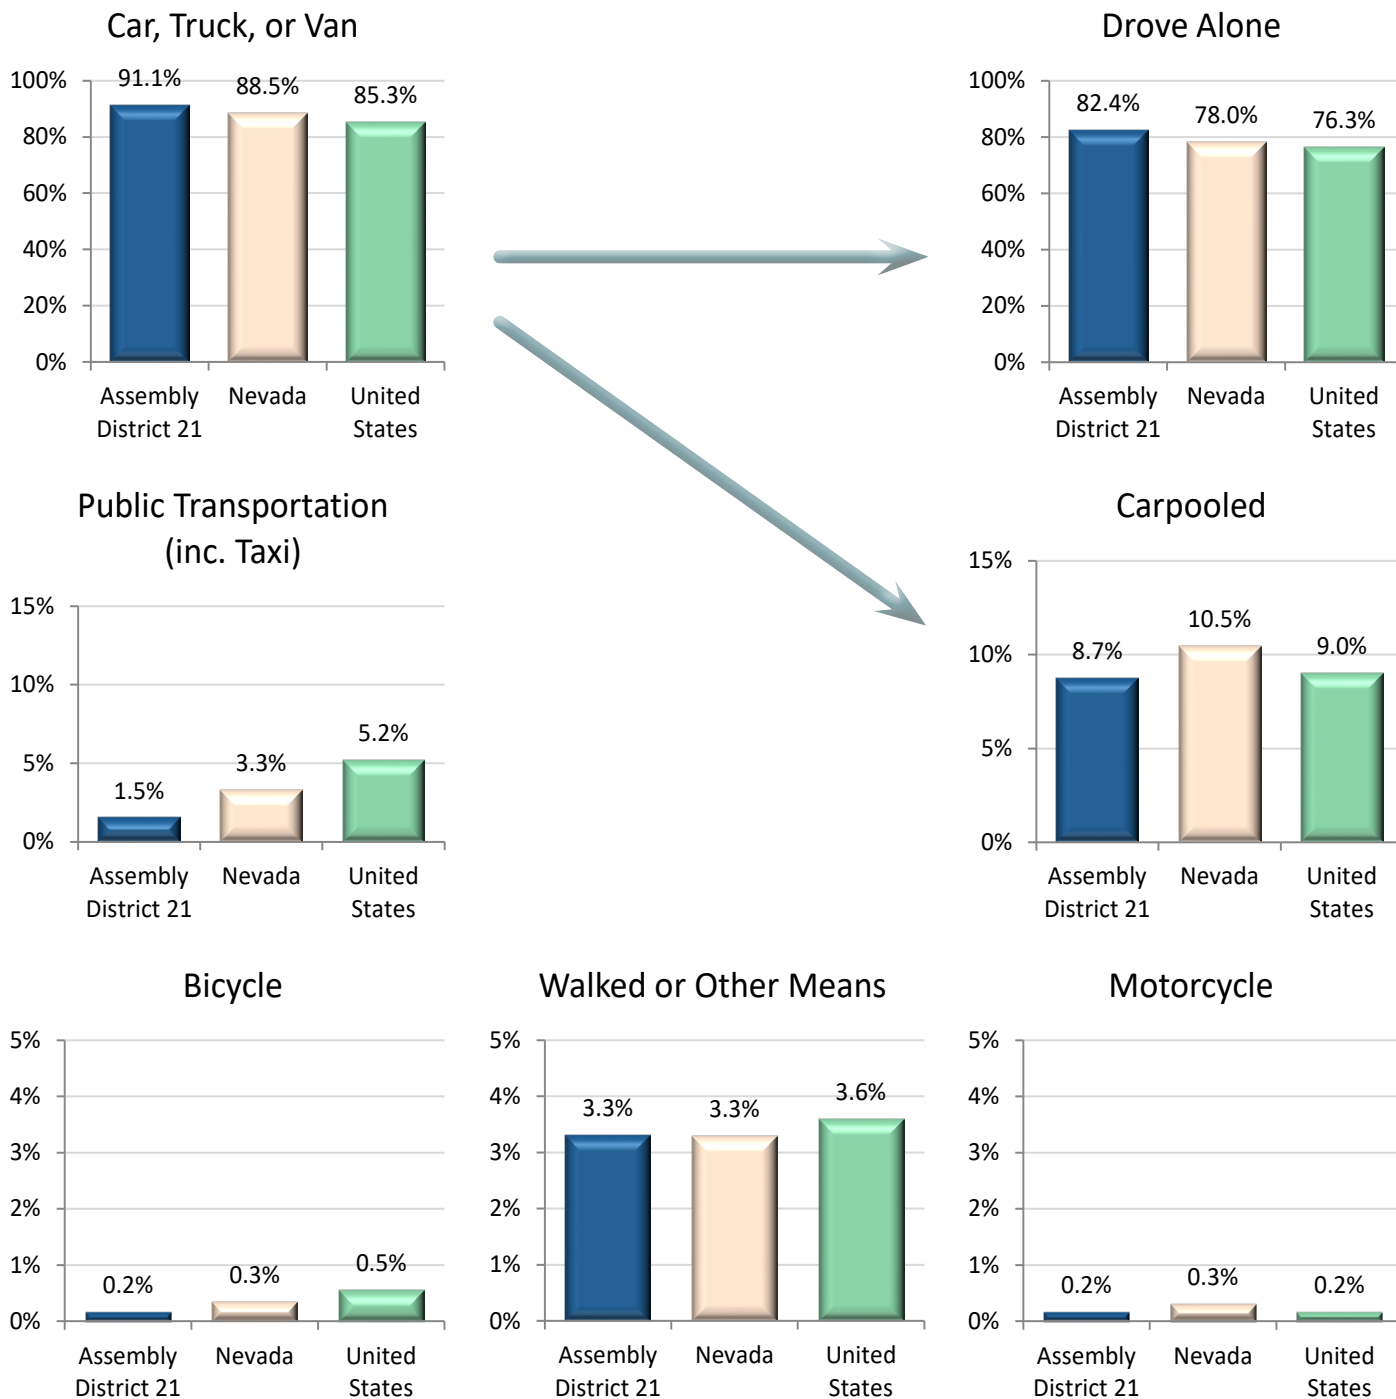 Car, Truck, or Van
100%
80%
60%
40%
20%
0%
91.1%
88.5%
85.3%
Assembly
District 21
Nevada
United
States
Drove Alone
100%
80%
60%
40%
20%
0%
82.4%
78.0%
76.3%
Assembly
District 21
Nevada
United
States
Public Transportation
(inc. Taxi)
15%
10%
5%
0%
1.5%
3.3%
5.2%
Assembly
District 21
Nevada
United
States
Carpooled
15%
10%
5%
0%
8.7%
10.5%
9.0%
Assembly
District 21
Nevada
United
States
Bicycle
5%
4%
3%
2%
1%
0%
0.2%
0.3%
0.5%
Assembly
District 21
Nevada
United
States
Walked or Other Means
5%
4%
3%
2%
1%
0%
3.3%
3.3%
3.6%
Assembly
District 21
Nevada
United
States
Motorcycle
5%
4%
3%
2%
1%
0%
0.2%
0.3%
0.2%
Assembly
District 21
Nevada
United
States